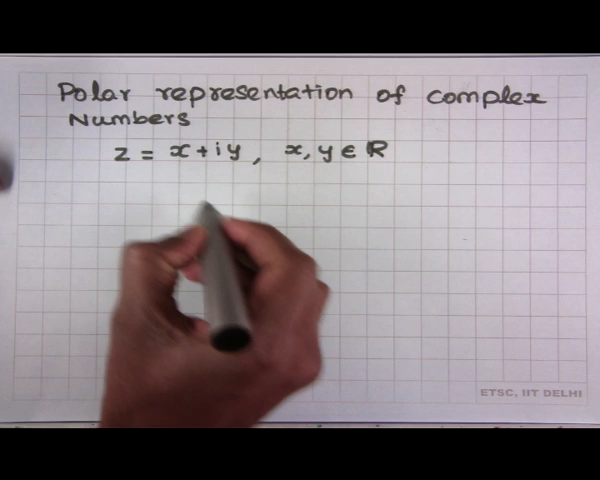 Polar representation of complex
Numbers
z = x + iy, x, y ∈ ℝ
ETSC, IIT DELHI